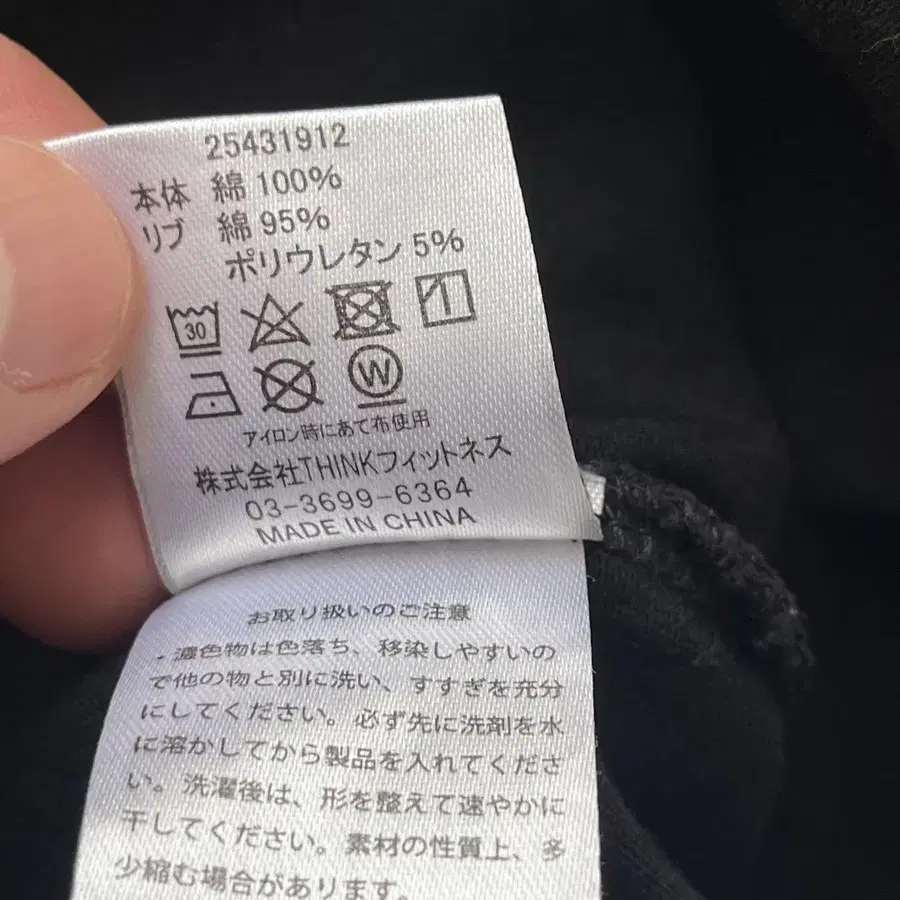 25431912
本体 綿 100%
リブ 綿 95%
ポリウレタン 5%
30
W
アイロン時にあて布使用
株式会社THINKフィットネス
03-3699-6364
MADE IN CHINA
お取り扱いのご注意
・濃色物は色落ち、移染しやすいの
で他の物と別に洗い、すすぎを充分
にしてください。必ず先に洗剤を水
に溶かしてから製品を入れてくださ
い。洗濯後は、形を整えて速やかに
干してください。素材の性質上、多
少縮む場合があります。